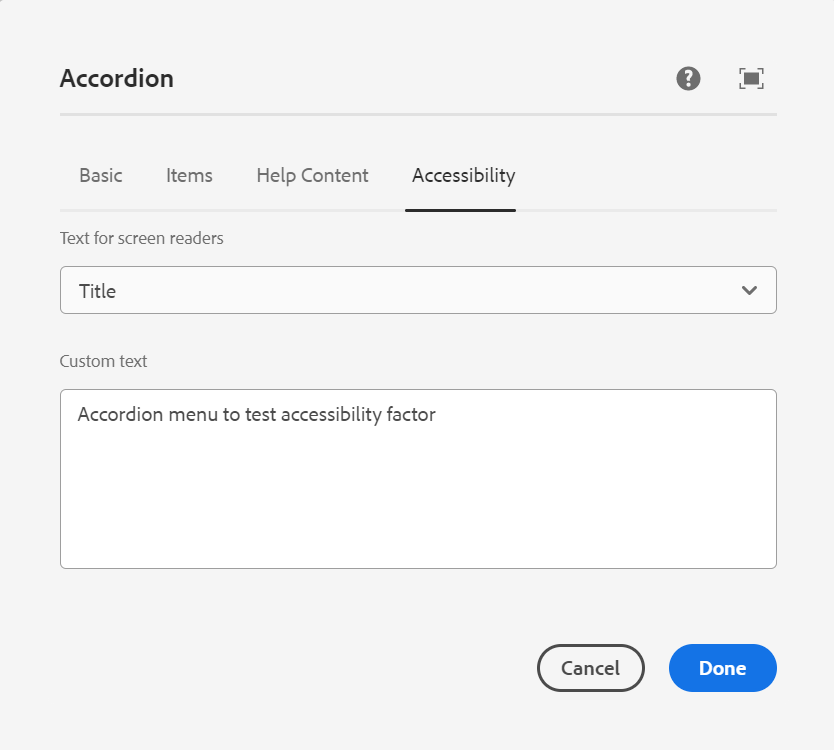 Accordion
Basic Items Help Content Accessibility
Text for screen readers
Title
Custom text
Accordion menu to test accessibility factor
Cancel Done